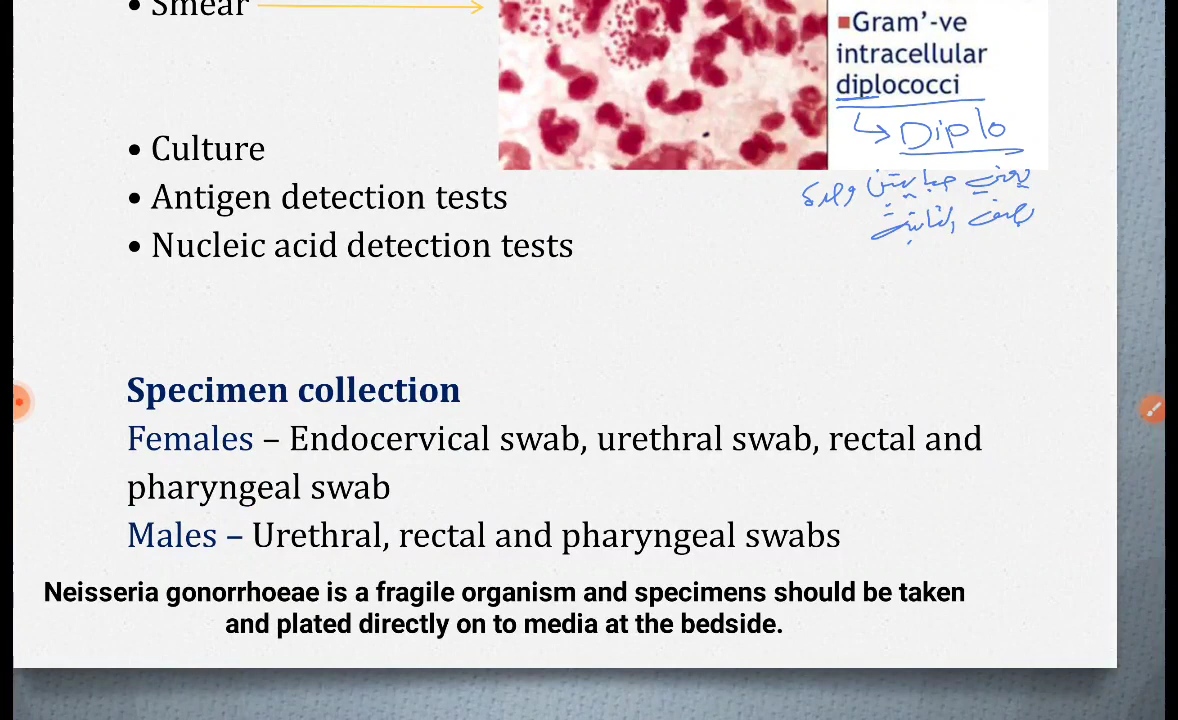 • Smear
■Gram’-ve
intracellular
diplococci
↳ Diplo
يعني حبايتين وحدة
بصف الثانية
• Culture
• Antigen detection tests
• Nucleic acid detection tests
Specimen collection
Females – Endocervical swab, urethral swab, rectal and
pharyngeal swab
Males – Urethral, rectal and pharyngeal swabs
Neisseria gonorrhoeae is a fragile organism and specimens should be taken
and plated directly on to media at the bedside.